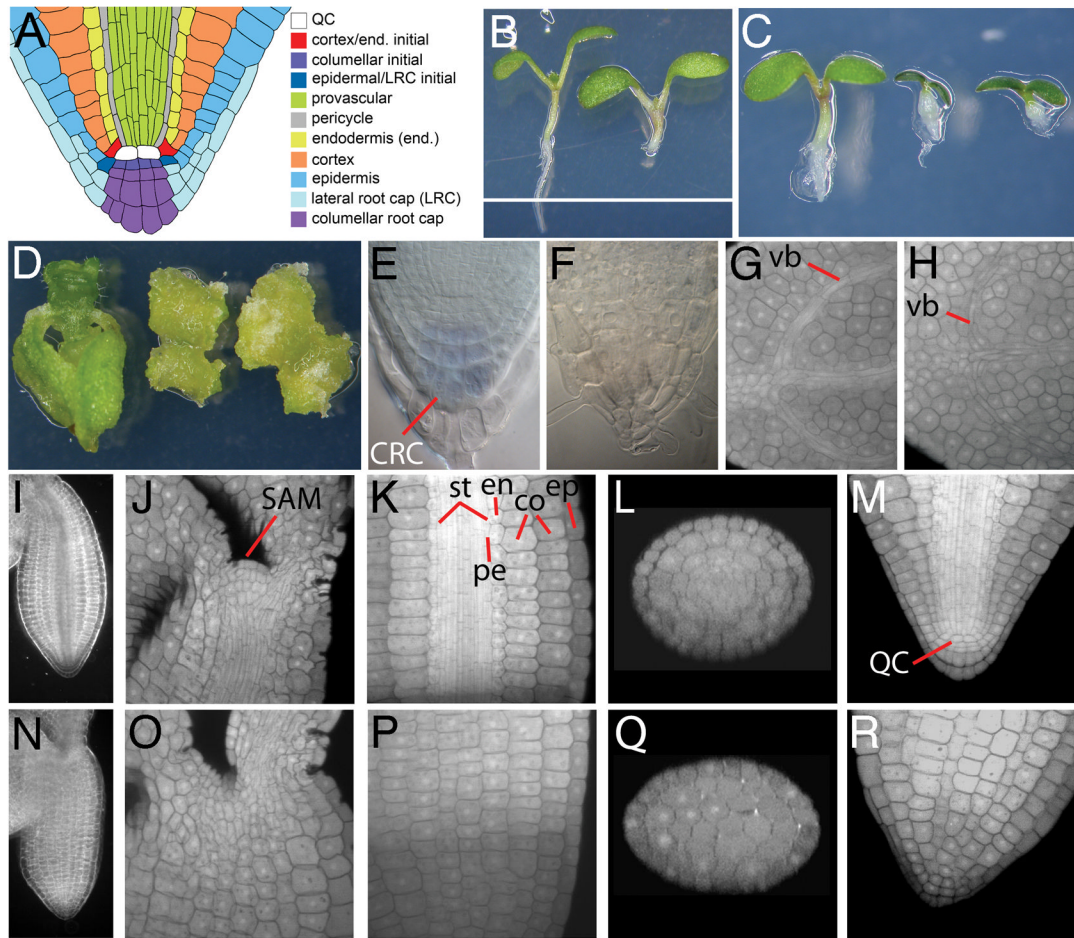 A
QC
cortex/end. initial
columellar initial
epidermal/LRC initial
provascular
pericycle
endodermis (end.)
cortex
epidermis
lateral root cap (LRC)
columellar root cap
B
C
D
E
CRC
F
G
vb
H
vb
I
J
SAM
K
st
en
co
ep
pe
L
M
QC
N
O
P
Q
R